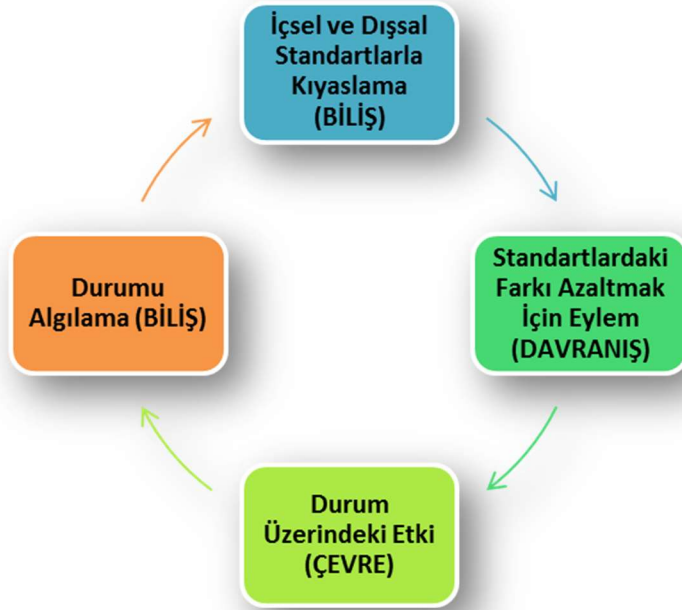 İçsel ve Dışsal
Standartlarla
Kıyaslama
(BİLİŞ)
Standartlardaki
Farkı Azaltmak
İçin Eylem
(DAVRANIŞ)
Durum
Üzerindeki Etki
(ÇEVRE)
Durumu
Algılama (BİLİŞ)